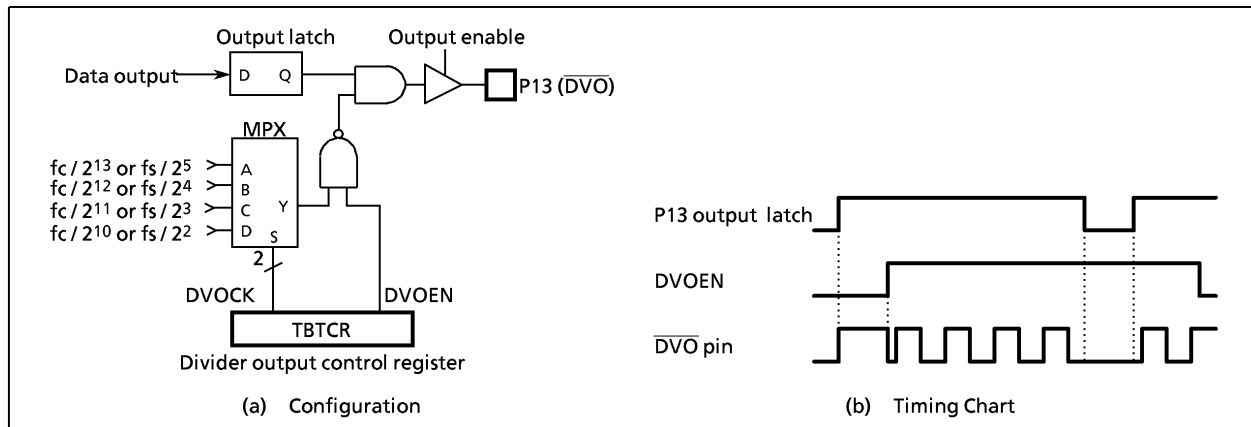 Output latch
Output enable
Data output
D Q
P13 (DVO)
MPX
fc / 2¹³ or fs / 2⁵
A
fc / 2¹² or fs / 2⁴
B
fc / 2¹¹ or fs / 2³
C
Y
fc / 2¹⁰ or fs / 2²
D
S
2
DVOCK
DVOEN
TBTCR
Divider output control register
(a) Configuration
P13 output latch
DVOEN
DVO pin
(b) Timing Chart